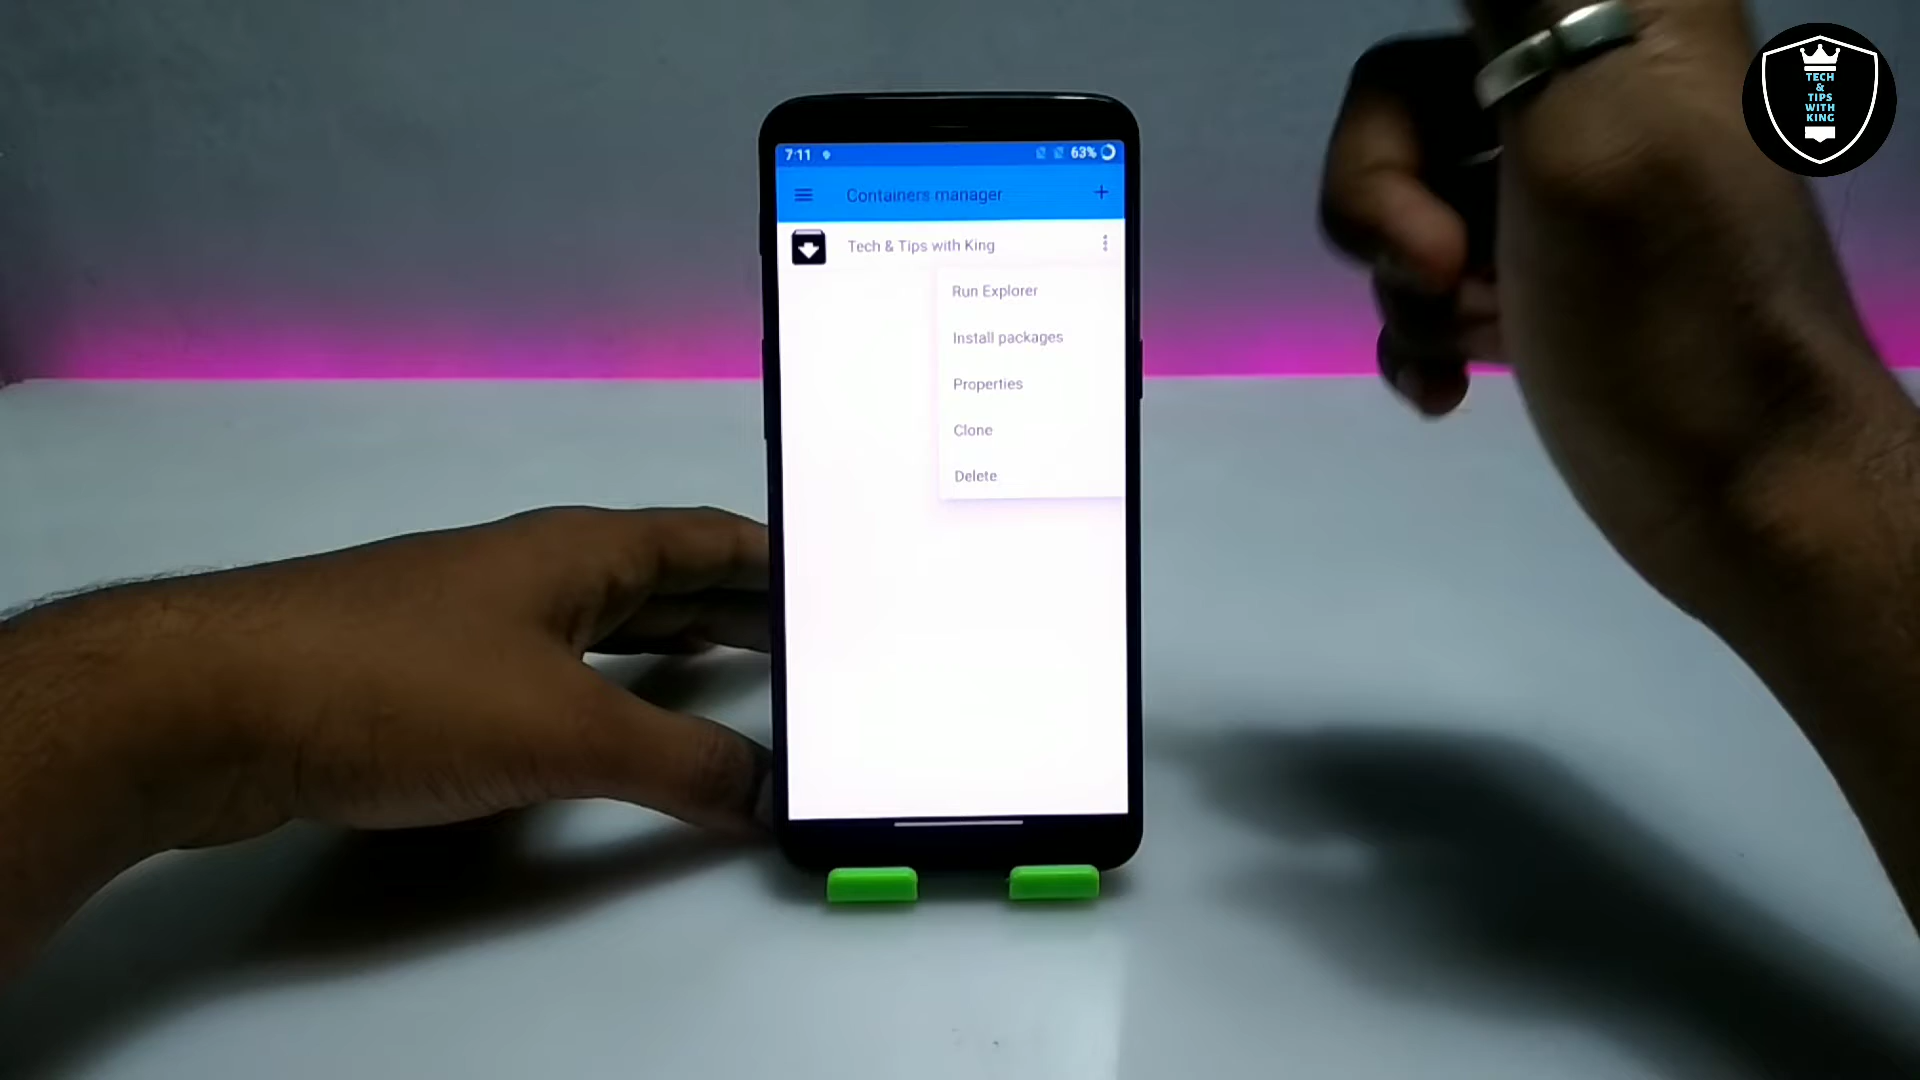 7:11
63%
Containers manager
Tech & Tips with King
Run Explorer
Install packages
Properties
Clone
Delete
TECH
&
TIPS
WITH
KING